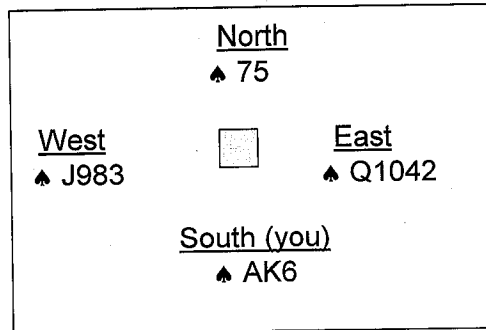 North
♠ 75
West
♠ J983
East
♠ Q1042
South (you)
♠ AK6